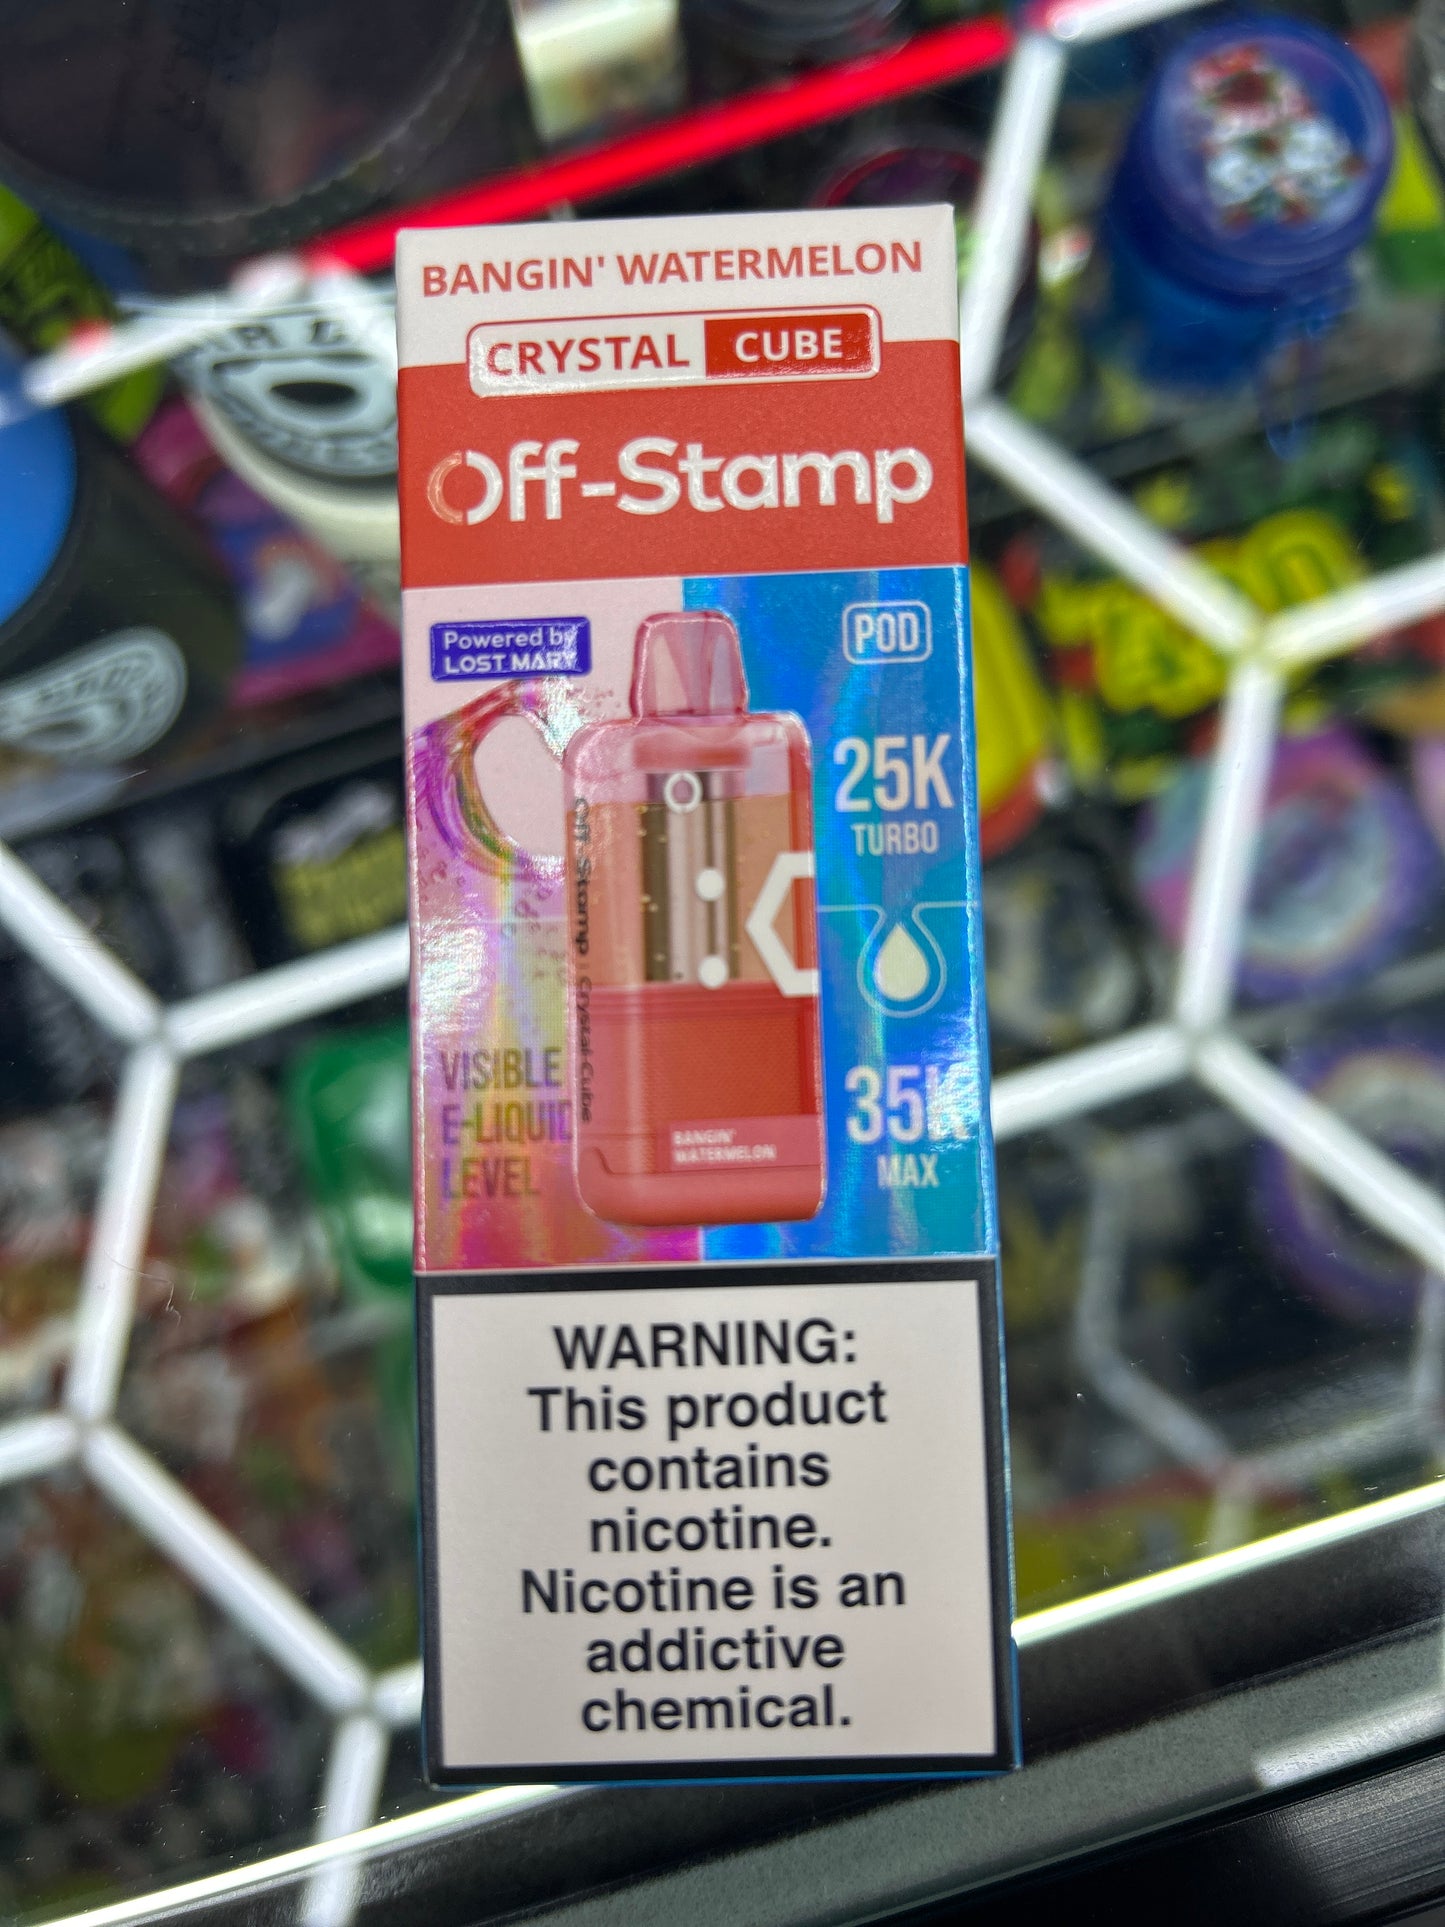 BANGIN' WATERMELON
CRYSTAL CUBE
Off-Stamp
Powered by
LOST MARY
POD
25K
TURBO
Off-Stamp | Crystal Cube
VISIBLE
E-LIQUID
LEVEL
35K
MAX
BANGIN'
WATERMELON
WARNING:
This product
contains
nicotine.
Nicotine is an
addictive
chemical.